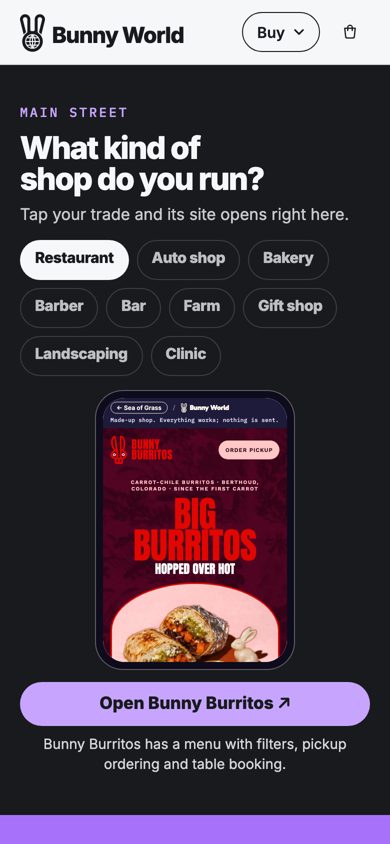 Bunny World
Buy
MAIN STREET
What kind of
shop do you run?
Tap your trade and its site opens right here.
Restaurant
Auto shop
Bakery
Barber
Bar
Farm
Gift shop
Landscaping
Clinic
← Sea of Grass / Bunny World
Made-up shop. Everything works; nothing is sent.
BUNNY
BURRITOS
ORDER PICKUP
CARROT-CHILE BURRITOS · BERTHOUD,
COLORADO · SINCE THE FIRST CARROT
BIG
BURRITOS
HOPPED OVER HOT
Open Bunny Burritos ↗
Bunny Burritos has a menu with filters, pickup
ordering and table booking.